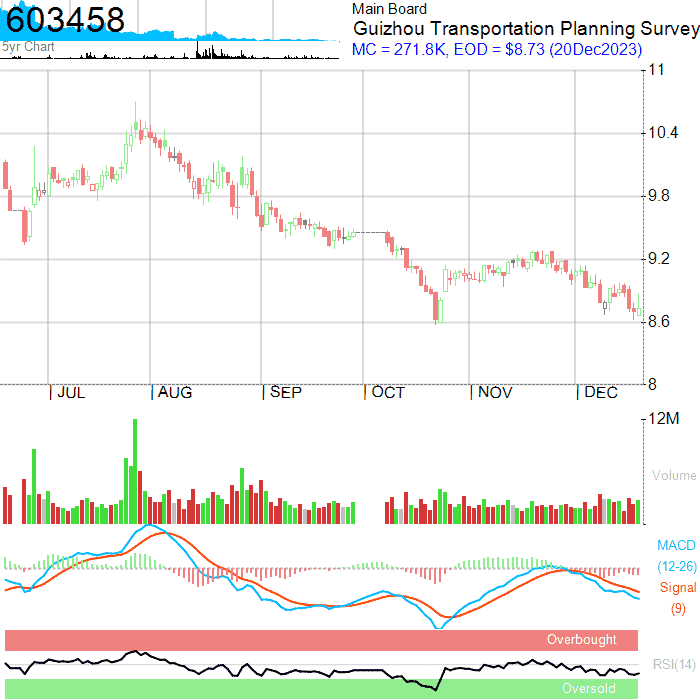 603458
5yr Chart
Main Board
Guizhou Transportation Planning Survey
MC = 271.8K, EOD = $8.73 (20Dec2023)
11
10.4
9.8
9.2
8.6
8
JUL
AUG
SEP
OCT
NOV
DEC
12M
Volume
MACD
(12-26)
Signal
(9)
Overbought
RSI(14)
Oversold